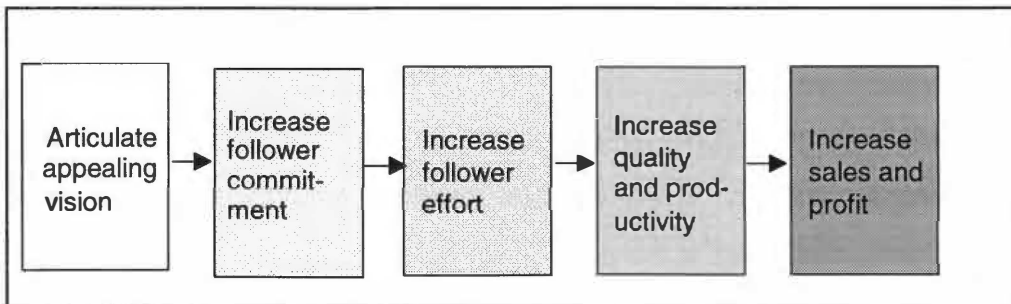 Articulate
appealing
vision
Increase
follower
commit-
ment
Increase
follower
effort
Increase
quality
and prod-
uctivity
Increase
sales and
profit